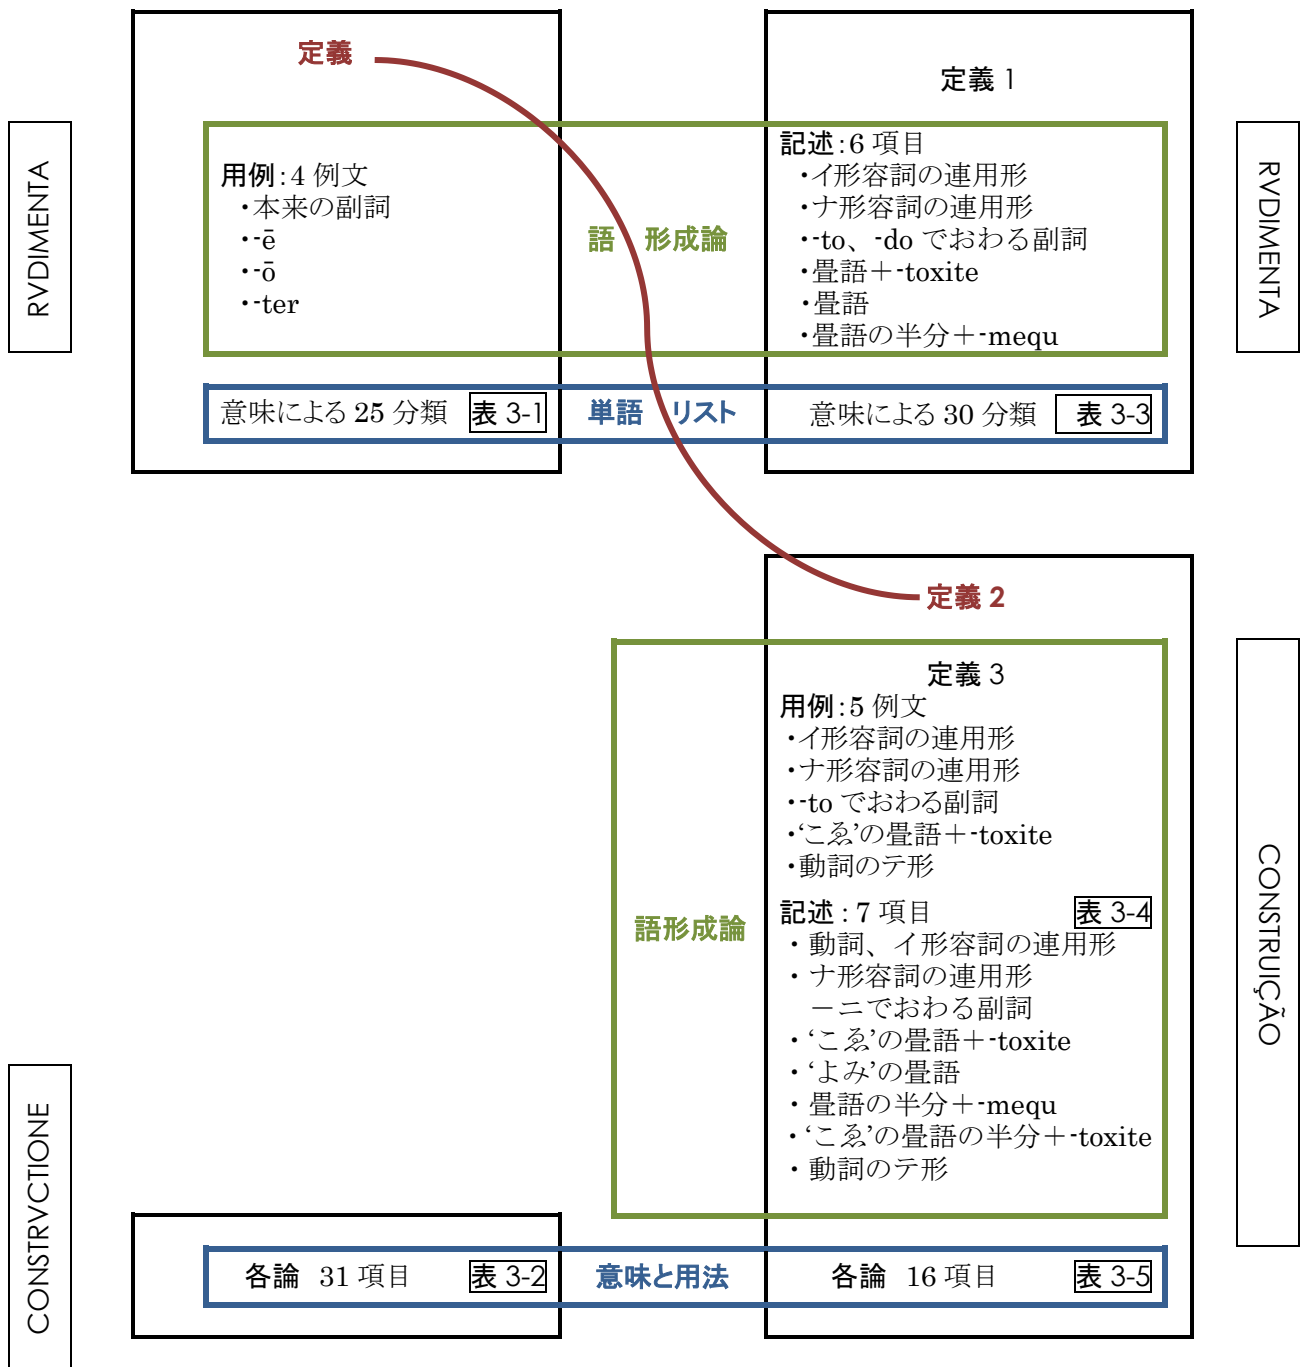 定義
定義 1
RVDIMENTA
用例:4 例文
・本来の副詞
・-ē
・-ō
・-ter
語 形成論
記述:6 項目
・イ形容詞の連用形
・ナ形容詞の連用形
・-to、-do でおわる副詞
・畳語＋-toxite
・畳語
・畳語の半分＋-mequ
RVDIMENTA
意味による 25 分類 表 3-1
単語 リスト
意味による 30 分類 表 3-3
定義 2
定義 3
用例:5 例文
・イ形容詞の連用形
・ナ形容詞の連用形
・-to でおわる副詞
・‘こゑ’の畳語＋-toxite
・動詞のテ形
語形成論
記述:7 項目 表 3-4
・動詞、イ形容詞の連用形
・ナ形容詞の連用形
－ニでおわる副詞
・‘こゑ’の畳語＋-toxite
・‘よみ’の畳語
・畳語の半分＋-mequ
・‘こゑ’の畳語の半分＋-toxite
・動詞のテ形
CONSTRUIÇÃO
CONSTRVCTIONE
各論 31 項目 表 3-2
意味と用法
各論 16 項目 表 3-5